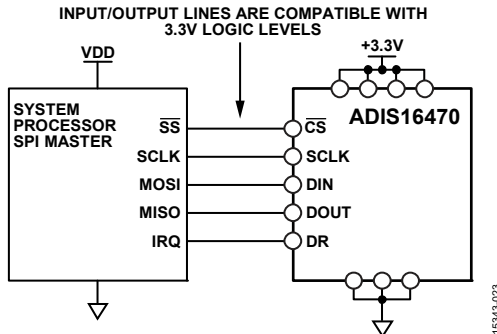 INPUT/OUTPUT LINES ARE COMPATIBLE WITH
3.3V LOGIC LEVELS
VDD
+3.3V
SYSTEM
PROCESSOR
SPI MASTER
ADIS16470
SS
CS
SCLK
SCLK
MOSI
DIN
MISO
DOUT
IRQ
DR
15343-023